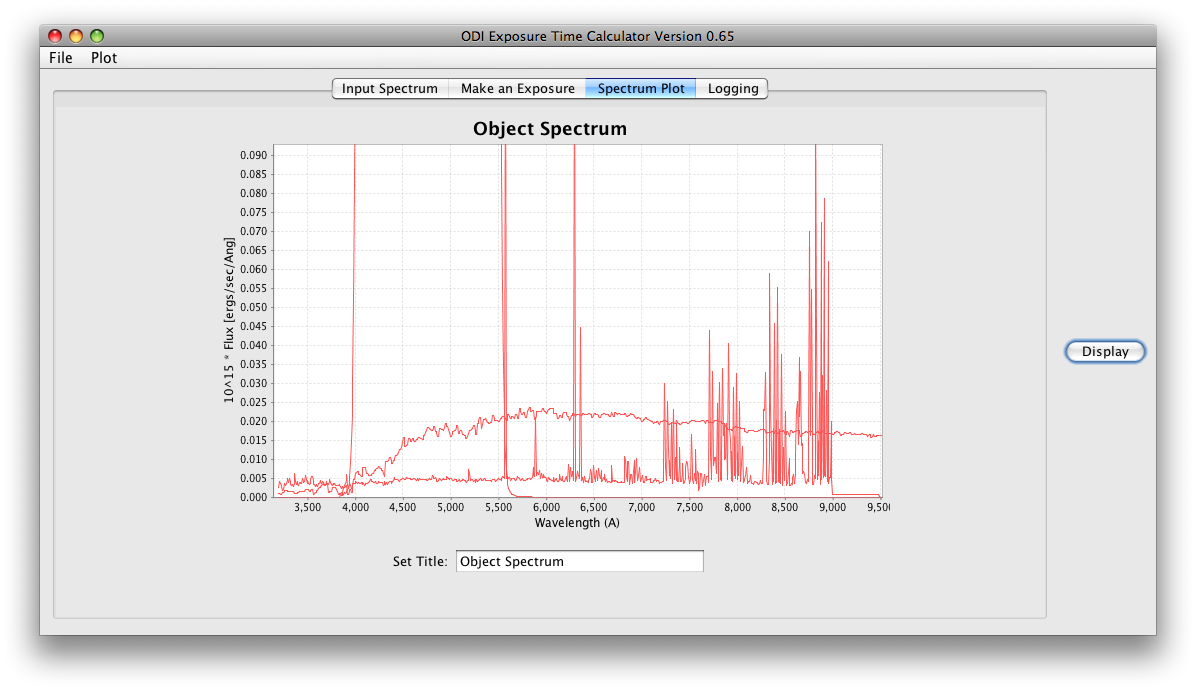 ODI Exposure Time Calculator Version 0.65
File Plot
Input Spectrum Make an Exposure Spectrum Plot Logging
Object Spectrum
0.090
0.085
0.080
0.075
0.070
0.065
0.060
0.055
0.050
0.045
0.040
0.035
0.030
0.025
0.020
0.015
0.010
0.005
0.000
10^15 * Flux [ergs/sec/Ang]
3,500 4,000 4,500 5,000 5,500 6,000 6,500 7,000 7,500 8,000 8,500 9,000 9,50
Wavelength (A)
Display
Set Title: Object Spectrum